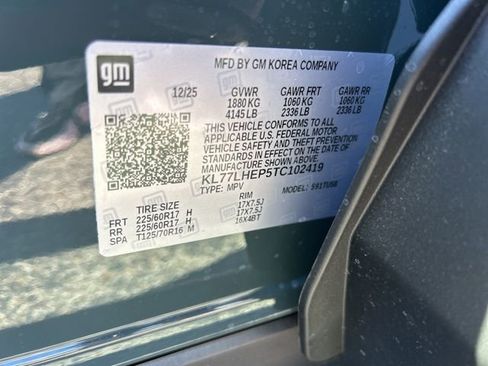 gm
MFD BY GM KOREA COMPANY
12/25 GVWR GAWR FRT GAWR RR
1880 KG 1060 KG 1060 KG
4145 LB 2336 LB 2336 LB
THIS VEHICLE CONFORMS TO ALL
APPLICABLE U.S. FEDERAL MOTOR
VEHICLE SAFETY AND THEFT PREVENTION
STANDARDS IN EFFECT ON THE DATE OF
MANUFACTURE SHOWN ABOVE.
KL77LHEP5TC102419
TYPE: MPV MODEL:
TIRE SIZE RIM
FRT 225/60R17 H 17X7.5J
RR 225/60R17 H 17X7.5J
SPA T125/70R16 M 16X4BT